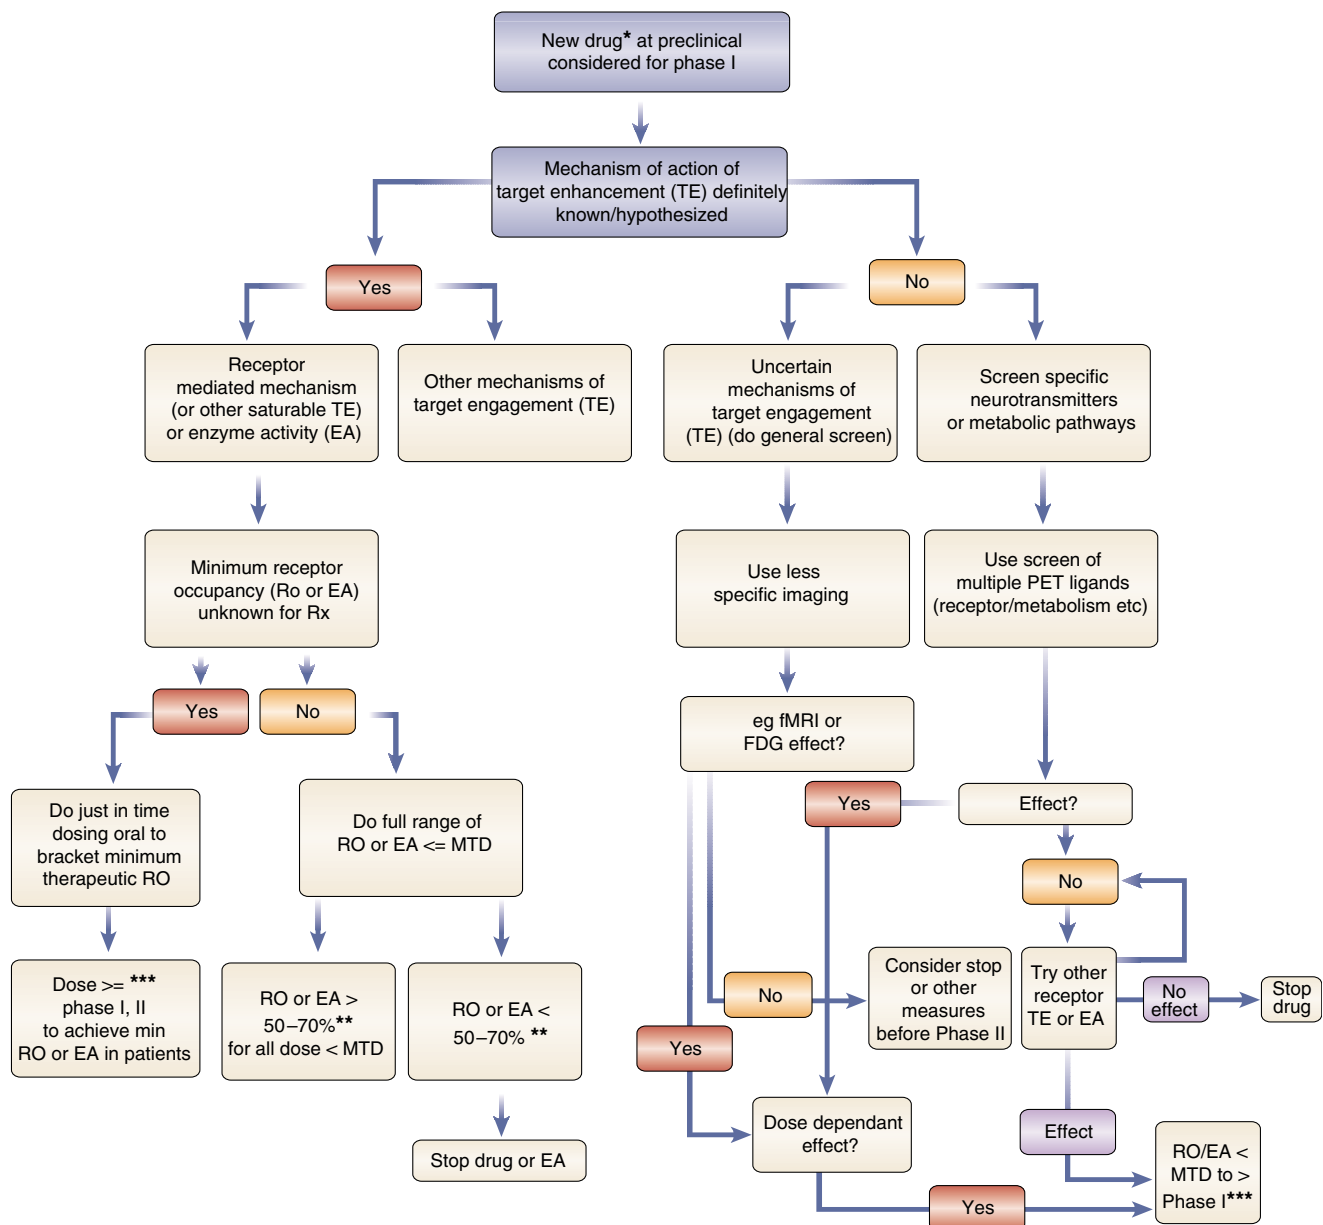 New drug* at preclinical
considered for phase I
Mechanism of action of
target enhancement (TE) definitely
known/hypothesized
Yes
No
Receptor
mediated mechanism
(or other saturable TE)
or enzyme activity (EA)
Other mechanisms of
target engagement (TE)
Uncertain
mechanisms of
target engagement
(TE) (do general screen)
Screen specific
neurotransmitters
or metabolic pathways
Minimum receptor
occupancy (Ro or EA)
unknown for Rx
Use less
specific imaging
Use screen of
multiple PET ligands
(receptor/metabolism etc)
Yes
No
eg fMRI or
FDG effect?
Do just in time
dosing oral to
bracket minimum
therapeutic RO
Do full range of
RO or EA <= MTD
Yes
Effect?
No
Dose >= ***
phase I, II
to achieve min
RO or EA in patients
RO or EA >
50–70%**
for all dose < MTD
RO or EA <
50–70% **
No
Consider stop
or other
measures
before Phase II
Try other
receptor
TE or EA
No
effect
Stop
drug
Yes
Stop drug or EA
Dose dependant
effect?
Effect
RO/EA <
MTD to >
Phase I***
Yes